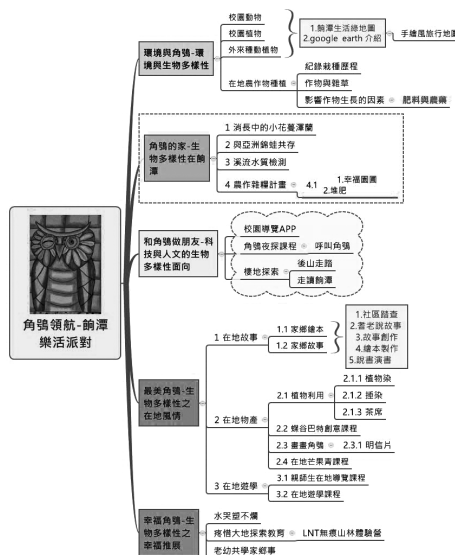 角鴞領航-餉潭
樂活派對
環境與角鴞-環
境與生物多樣性
校園動物
校園植物
外來種動植物
1.餉潭生活綠地圖
2.google earth 介紹
手繪風旅行地圖
在地農作物種植
紀錄栽種歷程
作物與雜草
影響作物生長的因素
肥料與農藥
角鴞的家-生
物多樣性在餉
潭
1 消長中的小花蔓澤蘭
2 與亞洲錦蛙共存
3 溪流水質檢測
4 農作雜糧計畫
4.1
1.幸福園圃
2.堆肥
和角鴞做朋友-科
技與人文的生物
多樣性面向
校園導覽APP
角鴞夜探課程
呼叫角鴞
棲地探索
後山走踏
走讀餉潭
最美角鴞-生
物多樣性之
在地風情
1 在地故事
1.1 家鄉繪本
1.2 家鄉故事
1.社區踏查
2.耆老說故事
3.故事創作
4.繪本製作
5.說書演書
2 在地物產
2.1 植物利用
2.1.1 植物染
2.1.2 捶染
2.1.3 茶席
2.2 蝶谷巴特創意課程
2.3 畫畫角鴞
2.3.1 明信片
2.4 在地芒果青課程
3 在地遊學
3.1 親師生在地導覽課程
3.2 在地遊學課程
幸福角鴞-生
物多樣性之
幸福推展
水哭塑不爛
疼惜大地探索教育
LNT無痕山林體驗營
老幼共學家鄉事